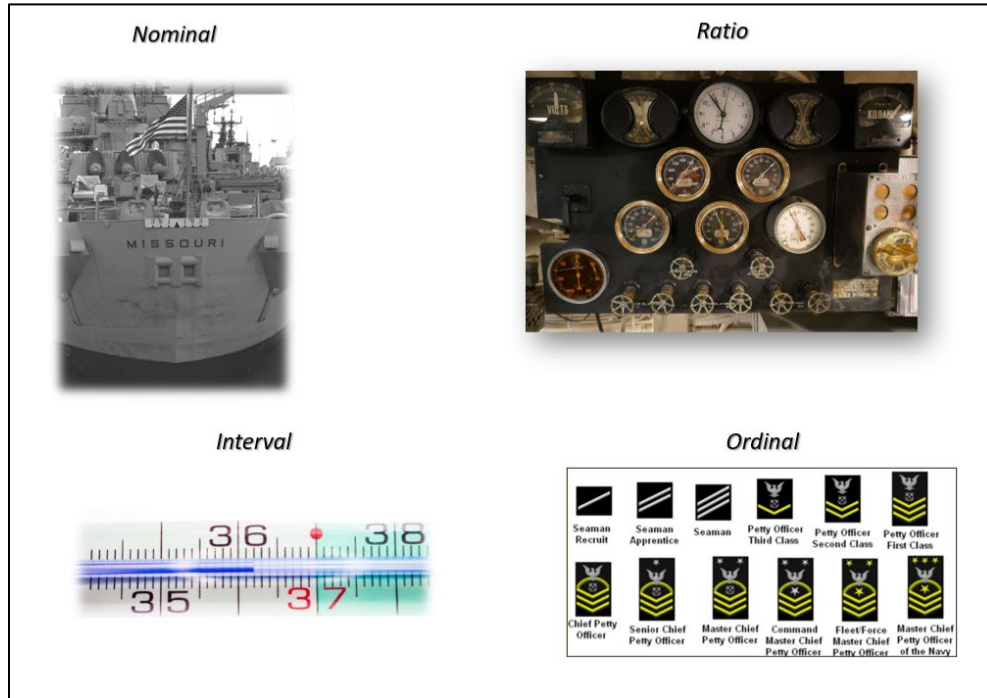 Nominal
Ratio
MISSOURI
VOLTS
Interval
36
38
35
37
Ordinal
Seaman
Recruit
Seaman
Apprentice
Seaman
Petty Officer
Third Class
Petty Officer
Second Class
Petty Officer
First Class
Chief Petty
Officer
Senior Chief
Petty Officer
Master Chief
Petty Officer
Command
Master Chief
Petty Officer
Fleet/Force
Master Chief
Petty Officer
Master Chief
Petty Officer
of the Navy